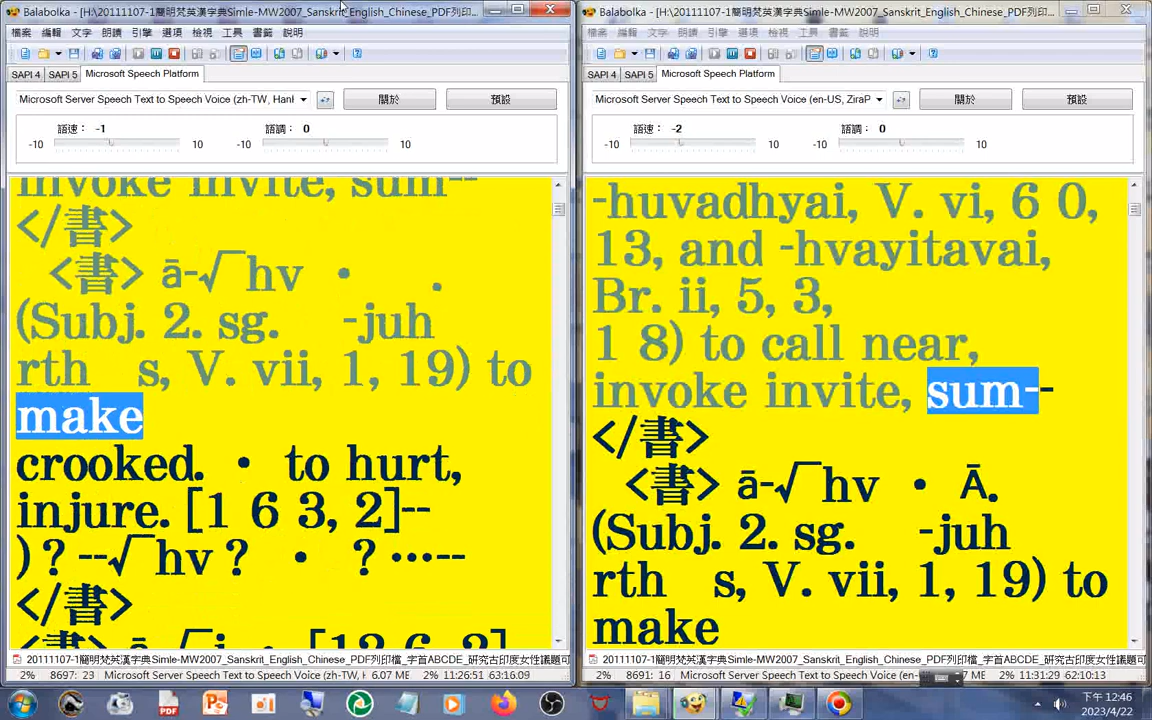 Balabolka - [H:\20111107-1簡明梵英漢字典Simle-MW2007_Sanskrit_English_Chinese_PDF列印...
檔案 編輯 文字 朗讀 引擎 選項 檢視 工具 書籤 說明
SAPI 4 SAPI 5 Microsoft Speech Platform
Microsoft Server Speech Text to Speech Voice (zh-TW, Hanl 關於 預設
語速： -1 語調： 0
-10 10 -10 10
invoke invite, sum--
</書>
<書> ā-√hv • .
(Subj. 2. sg. -juh
rth s, V. vii, 1, 19) to
make
crooked. • to hurt,
injure. [1 6 3, 2]--
) ? --√hv ? • ? …--
</書>
<書> ā-√i • [12 6, 2]
20111107-1簡明梵英漢字典Simle-MW2007_Sanskrit_English_Chinese_PDF列印檔_字首ABCDE_研究古印度女性議題可
2% 8697: 23 Microsoft Server Speech Text to Speech Voice (zh-TW, H 6.07 ME 2% 11:26:51 63:16.09
Balabolka - [H:\20111107-1簡明梵英漢字典Simle-MW2007_Sanskrit_English_Chinese_PDF列印...
檔案 編輯 文字 朗讀 引擎 選項 檢視 工具 書籤 說明
SAPI 4 SAPI 5 Microsoft Speech Platform
Microsoft Server Speech Text to Speech Voice (en-US, ZiraP 關於 預設
語速： -2 語調： 0
-10 10 -10 10
-huvadhyai, V. vi, 6 0,
13, and -hvayitavai,
Br. ii, 5, 3,
1 8) to call near,
invoke invite, sum--
</書>
<書> ā-√hv • Ā.
(Subj. 2. sg. -juh
rth s, V. vii, 1, 19) to
make
20111107-1簡明梵英漢字典Simle-MW2007_Sanskrit_English_Chinese_PDF列印檔_字首ABCDE_研究古印度女性議題可
2% 8691: 16 Microsoft Server Speech Text to Speech Voice (en- 7 ME 2% 11:31:29 62:10:13
下午 12:46
2023/4/22